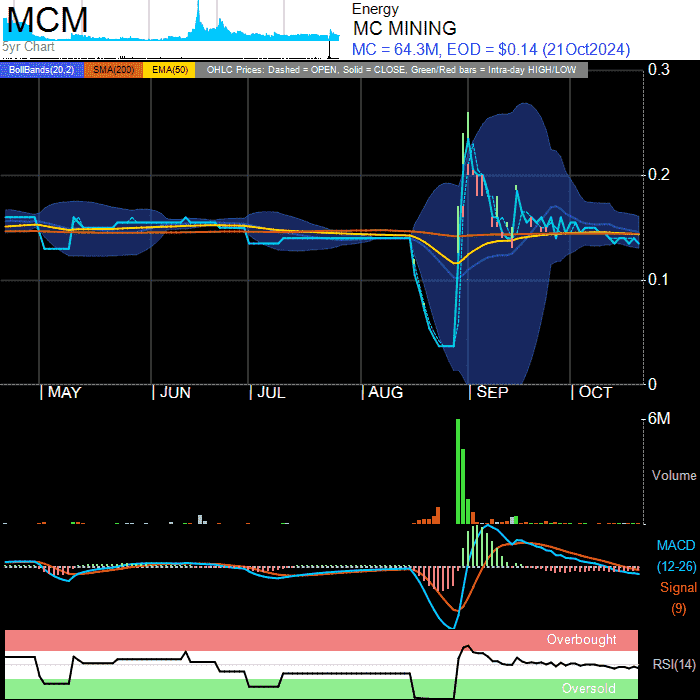 MCM
5yr Chart
Energy
MC MINING
MC = 64.3M, EOD = $0.14 (21Oct2024)
BollBands(20,2) SMA(200) EMA(50) OHLC Prices: Dashed = OPEN, Solid = CLOSE, Green/Red bars = Intra-day HIGH/LOW
0.3
0.2
0.1
0
MAY JUN JUL AUG SEP OCT
6M
Volume
MACD
(12-26)
Signal
(9)
Overbought
RSI(14)
Oversold